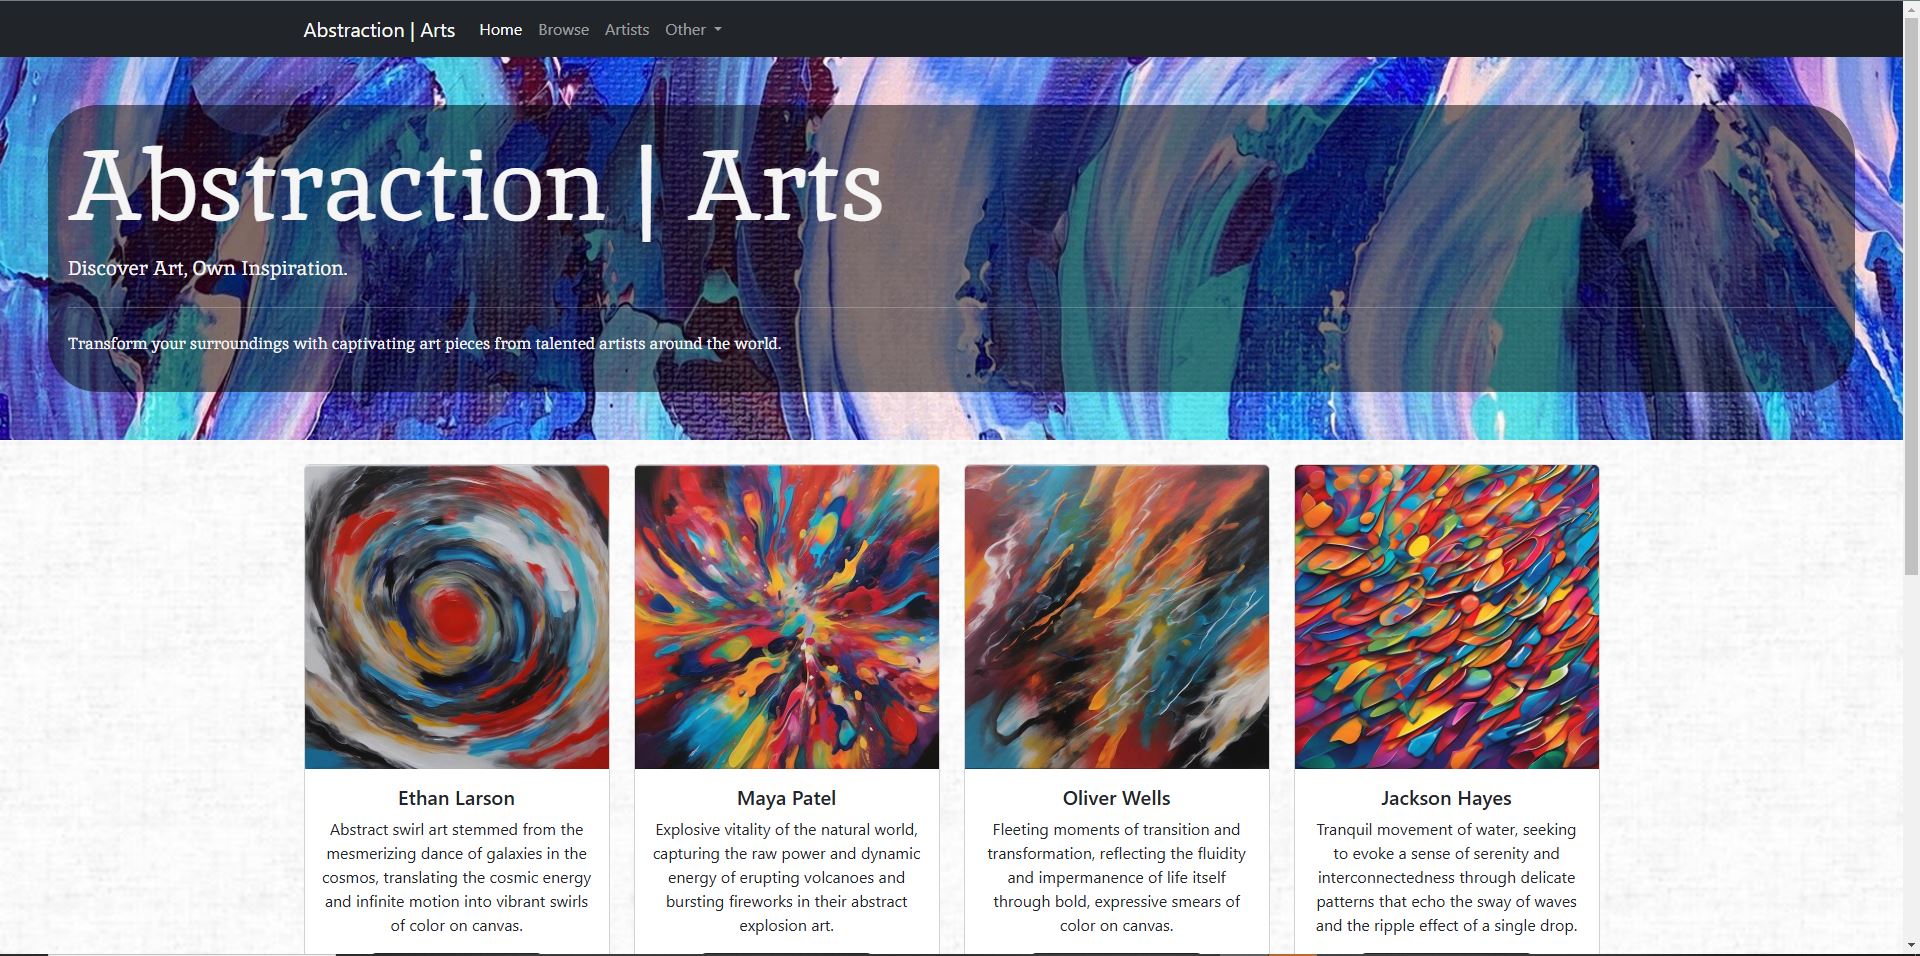 Abstraction | Arts Home Browse Artists Other
Abstraction | Arts
Discover Art, Own Inspiration.
Transform your surroundings with captivating art pieces from talented artists around the world.
Ethan Larson
Abstract swirl art stemmed from the
mesmerizing dance of galaxies in the
cosmos, translating the cosmic energy
and infinite motion into vibrant swirls
of color on canvas.
Maya Patel
Explosive vitality of the natural world,
capturing the raw power and dynamic
energy of erupting volcanoes and
bursting fireworks in their abstract
explosion art.
Oliver Wells
Fleeting moments of transition and
transformation, reflecting the fluidity
and impermanence of life itself
through bold, expressive smears of
color on canvas.
Jackson Hayes
Tranquil movement of water, seeking
to evoke a sense of serenity and
interconnectedness through delicate
patterns that echo the sway of waves
and the ripple effect of a single drop.